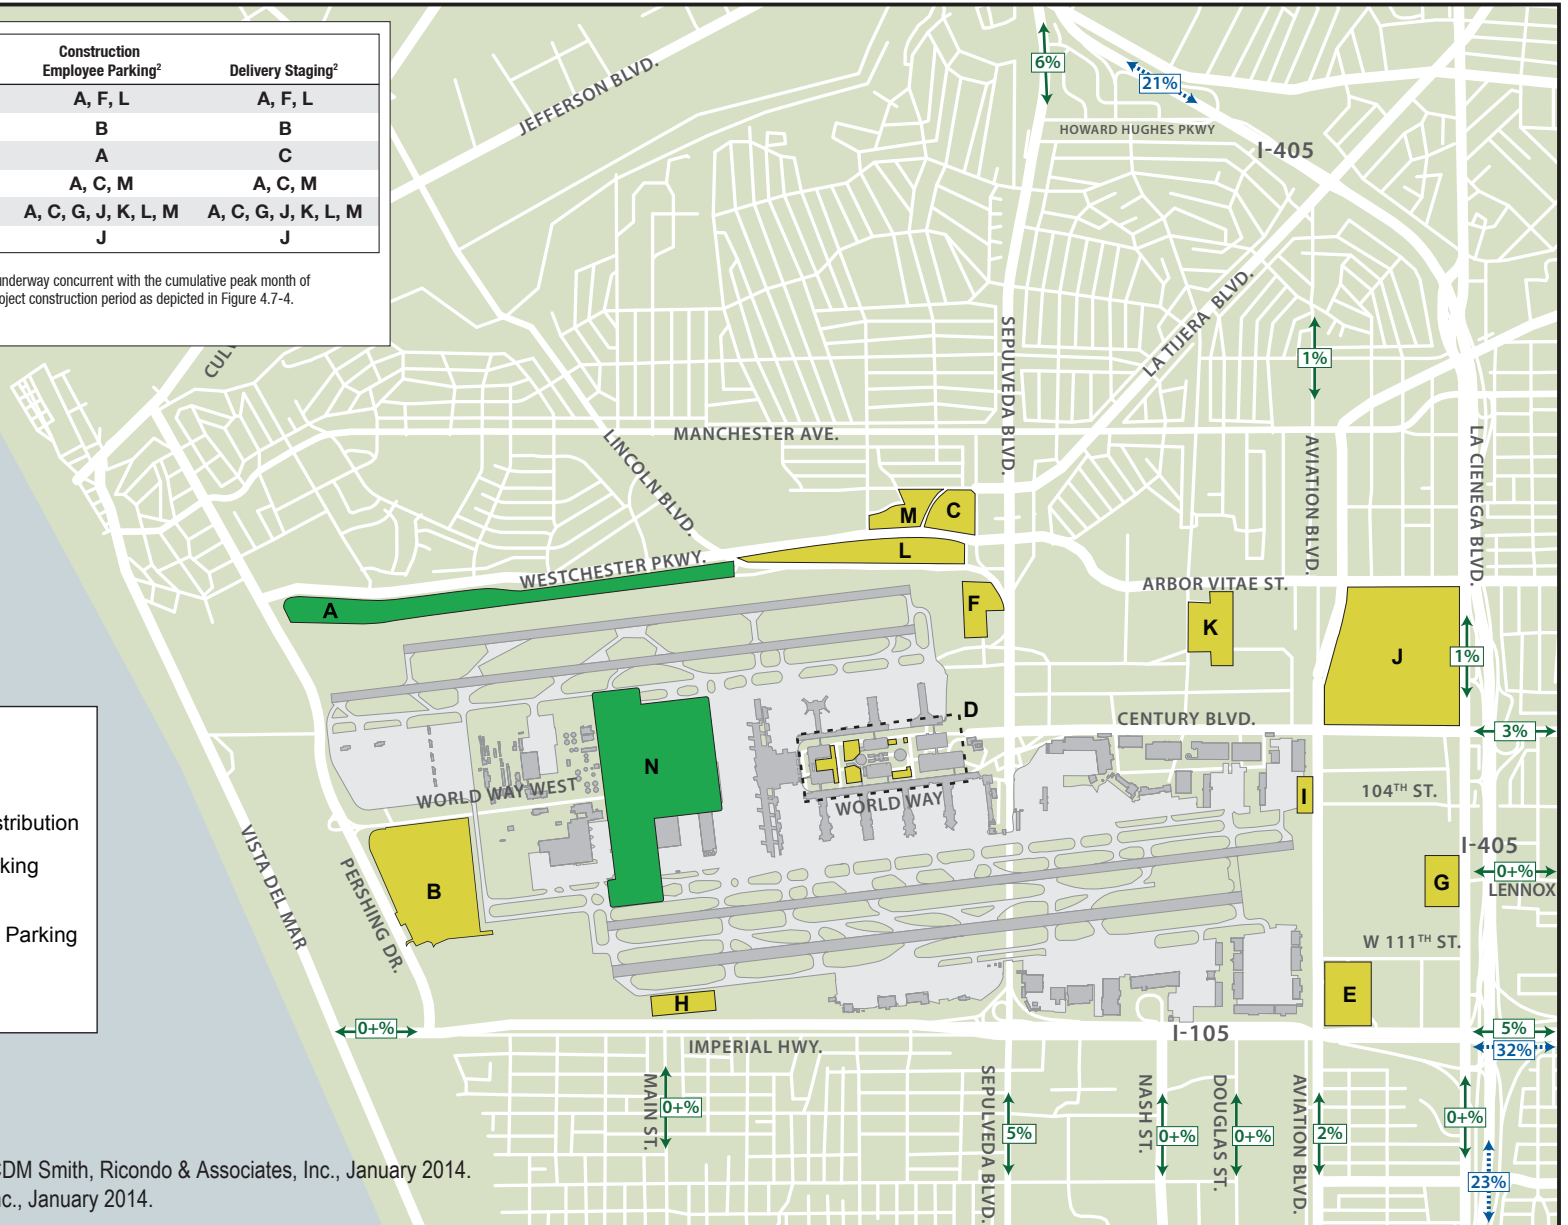 Construction
Employee Parking²
Delivery Staging²
A, F, L
A, F, L
B
B
A
C
A, C, M
A, C, M
A, C, G, J, K, L, M
A, C, G, J, K, L, M
J
J
underway concurrent with the cumulative peak month of
oject construction period as depicted in Figure 4.7-4.
JEFFERSON BLVD.
6%
21%
HOWARD HUGHES PKWY
I-405
CULV
LA TIJERA BLVD.
1%
SEPULVEDA BLVD.
MANCHESTER AVE.
LINCOLN BLVD.
AVIATION BLVD.
LA CIENEGA BLVD.
M
C
L
WESTCHESTER PKWY.
A
F
ARBOR VITAE ST.
K
J
1%
D
CENTURY BLVD.
3%
N
WORLD WAY WEST
WORLD WAY
I
104TH ST.
stribution
king
Parking
VISTA DEL MAR
PERSHING DR.
B
I-405
G
0+%
LENNOX
W 111TH ST.
H
E
0+%
I-105
5%
32%
IMPERIAL HWY.
MAIN ST.
0+%
SEPULVEDA BLVD.
5%
NASH ST.
0+%
DOUGLAS ST.
0+%
AVIATION BLVD.
2%
0+%
23%
CDM Smith, Ricondo & Associates, Inc., January 2014.
nc., January 2014.